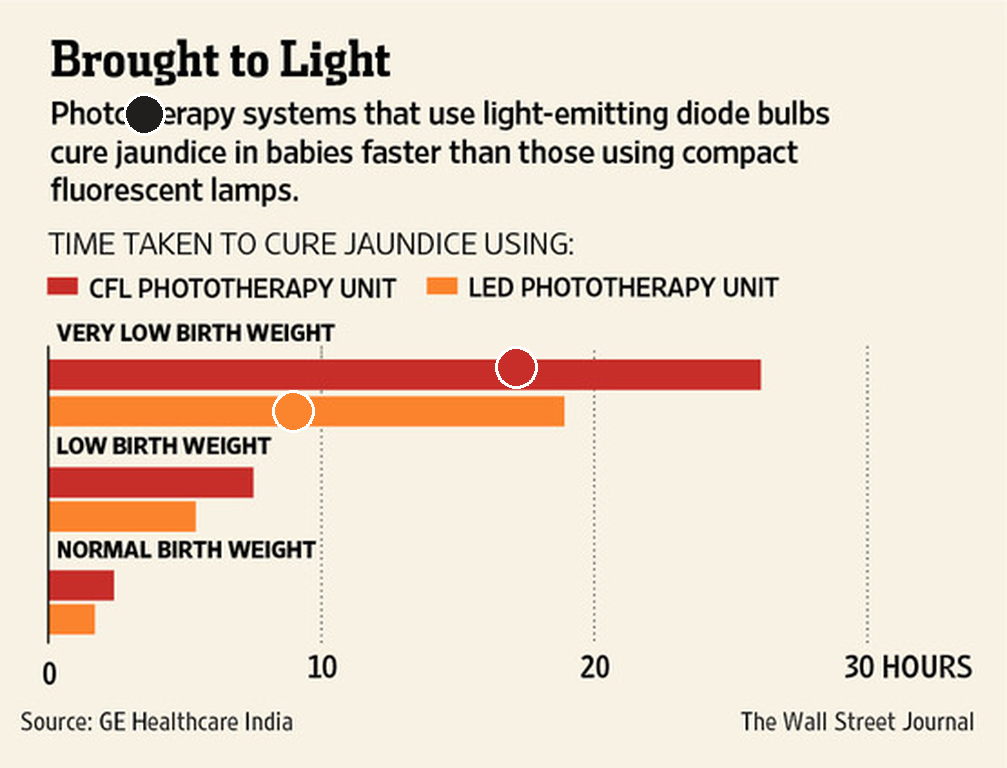 Brought to Light
systems that use light-emitting diode bulbs
cure jaundice in babies faster than those using compact
fluorescent lamps.
TIME TAKEN TO CURE JAUNDICE USING:
CFL PHOTOTHERAPY UNIT LED PHOTOTHERAPY UNIT
VERY LOW BIRTH WEIGHT
LOW BIRTH WEIGHT
NORMAL BIRTH WEIGHT
0 10 20 30 HOURS
Source: GE Healthcare India The Wall Street Journal